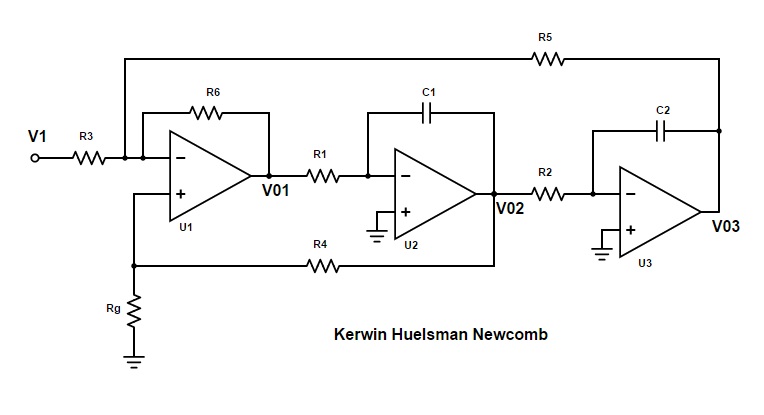 R5
R6
C1
C2
V1
R3
R1
R2
−
−
−
+
+
+
V01
V02
V03
U1
U2
U3
R4
Rg
Kerwin Huelsman Newcomb